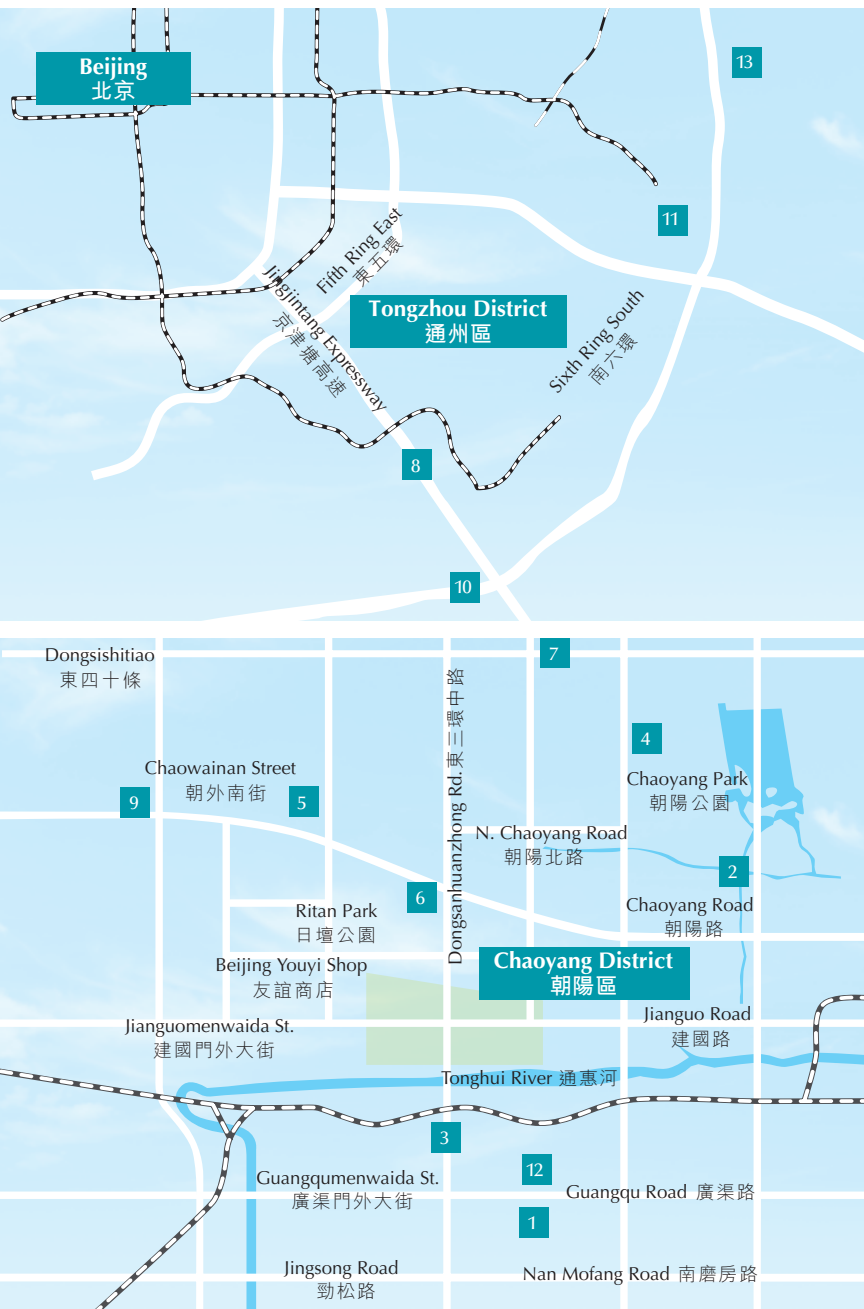 Beijing
北京
13
11
Fifth Ring East
東五環
Jingjintang Expressway
京津塘高速
Tongzhou District
通州區
Sixth Ring South
南六環
8
10
Dongsishitiao
東四十條
7
Dongsanhuanzhong Rd. 東三環中路
4
Chaowainan Street
朝外南街
Chaoyang Park
朝陽公園
9
5
N. Chaoyang Road
朝陽北路
2
6
Ritan Park
日壇公園
Chaoyang Road
朝陽路
Beijing Youyi Shop
友誼商店
Chaoyang District
朝陽區
Jianguomenwaida St.
建國門外大街
Jianguo Road
建國路
Tonghui River 通惠河
3
12
Guangqumenwaida St.
廣渠門外大街
Guangqu Road 廣渠路
1
Jingsong Road
勁松路
Nan Mofang Road 南磨房路